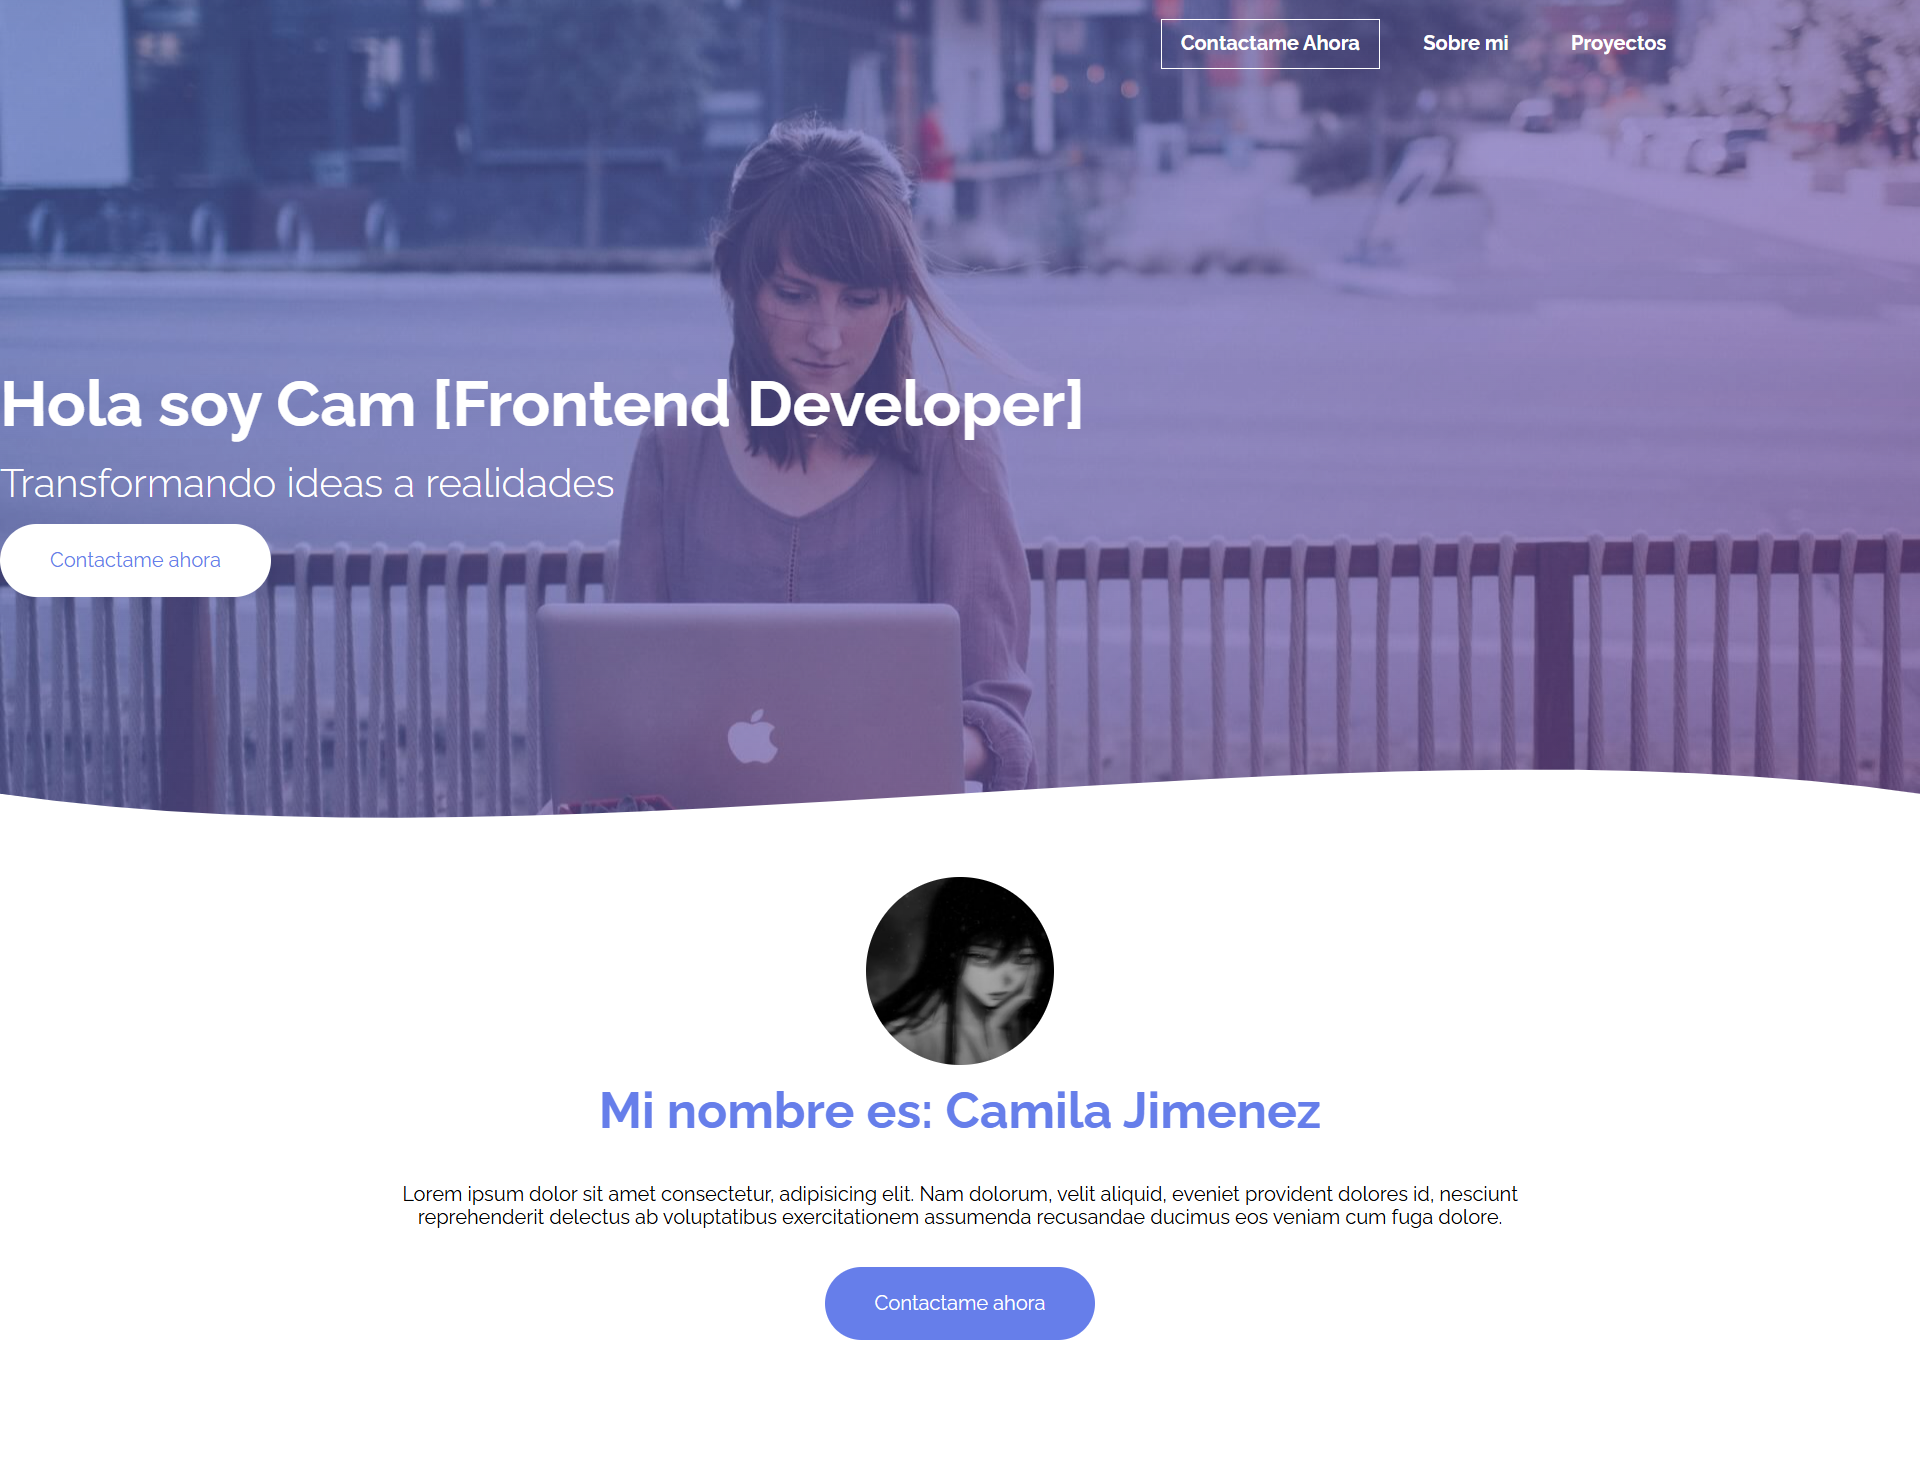 Contactame Ahora Sobre mi Proyectos
Hola soy Cam [Frontend Developer]
Transformando ideas a realidades
Contactame ahora
Mi nombre es: Camila Jimenez
Lorem ipsum dolor sit amet consectetur, adipisicing elit. Nam dolorum, velit aliquid, eveniet provident dolores id, nesciunt
reprehenderit delectus ab voluptatibus exercitationem assumenda recusandae ducimus eos veniam cum fuga dolore.
Contactame ahora